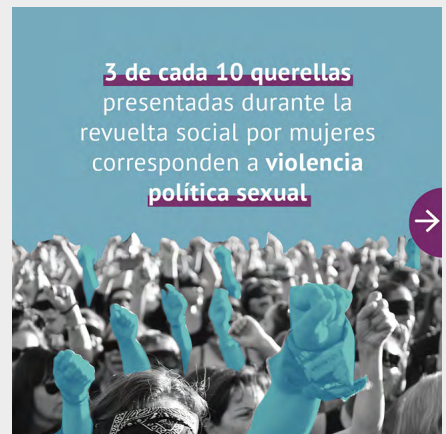 3 de cada 10 querellas
presentadas durante la
revuelta social por mujeres
corresponden a violencia
política sexual